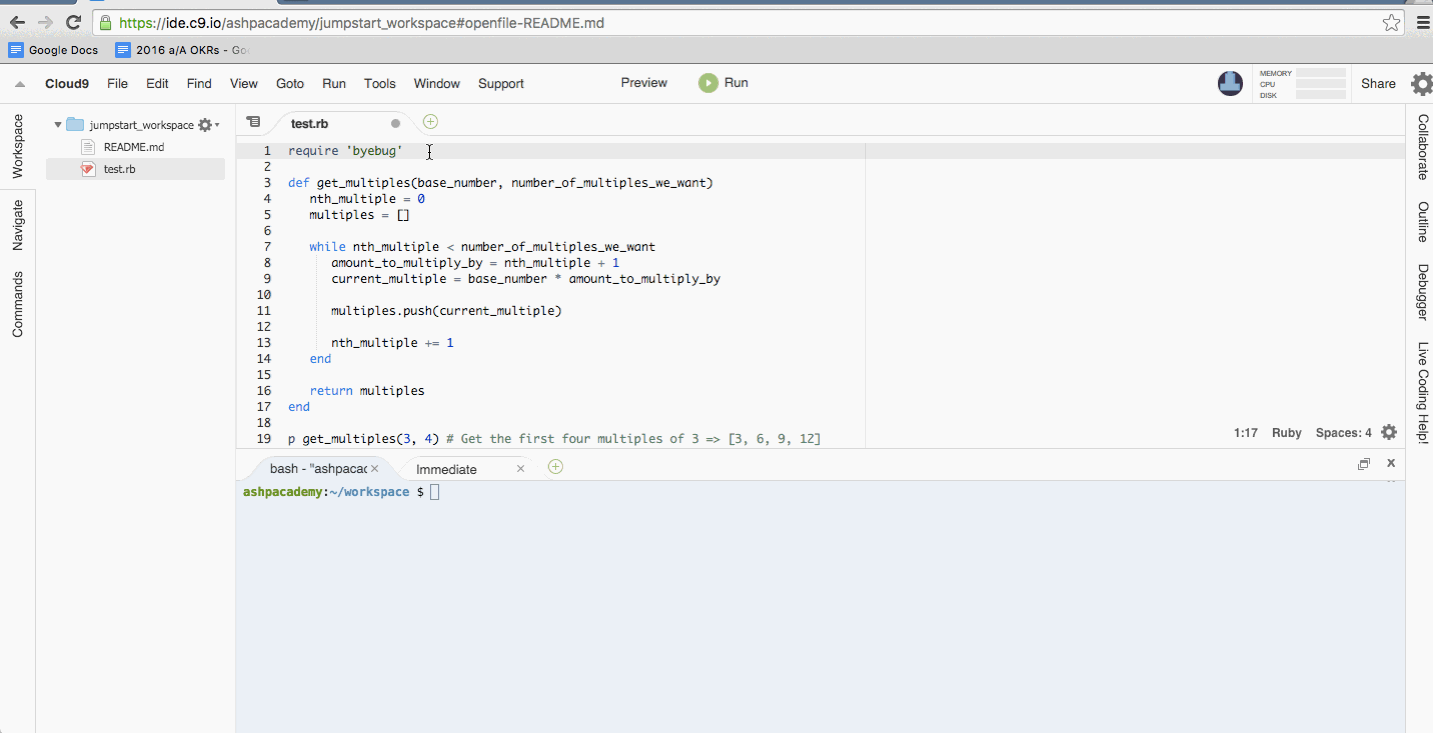 https://ide.c9.io/ashpacademy/jumpstart_workspace#openfile-README.md
Google Docs 2016 a/A OKRs - Go
Cloud9 File Edit Find View Goto Run Tools Window Support Preview Run MEMORY CPU DISK Share
Workspace
Navigate
Commands
jumpstart_workspace
README.md
test.rb
test.rb
1 require 'byebug'
2
3 def get_multiples(base_number, number_of_multiples_we_want)
4 nth_multiple = 0
5 multiples = []
6
7 while nth_multiple < number_of_multiples_we_want
8 amount_to_multiply_by = nth_multiple + 1
9 current_multiple = base_number * amount_to_multiply_by
10
11 multiples.push(current_multiple)
12
13 nth_multiple += 1
14 end
15
16 return multiples
17 end
18
19 p get_multiples(3, 4) # Get the first four multiples of 3 => [3, 6, 9, 12]
1:17 Ruby Spaces: 4
Collaborate
Outline
Debugger
Live Coding Help!
bash - "ashpacac × Immediate ×
ashpacademy:~/workspace $